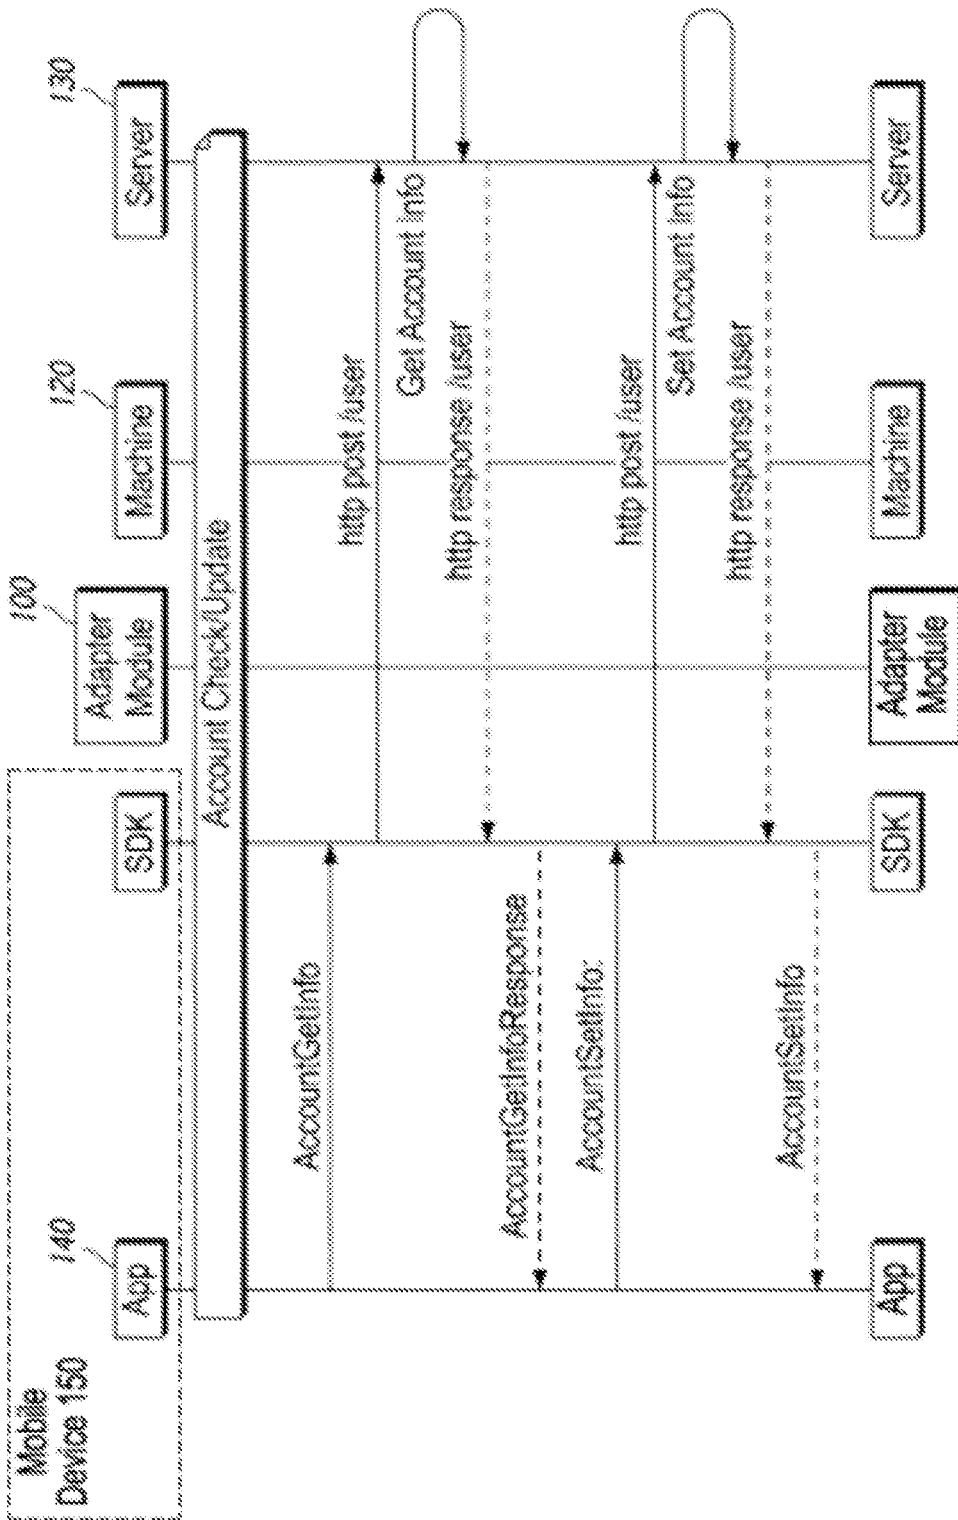 Mobile
Device 150
140
100
120
130
App
SDK
Adapter
Module
Machine
Server
Account Check/Update
AccountGetInfo
http post /user
Get Account Info
http response /user
AccountGetInfoResponse
AccountSetInfo:
http post /user
Set Account Info
http response /user
AccountSetInfo
App
SDK
Adapter
Module
Machine
Server